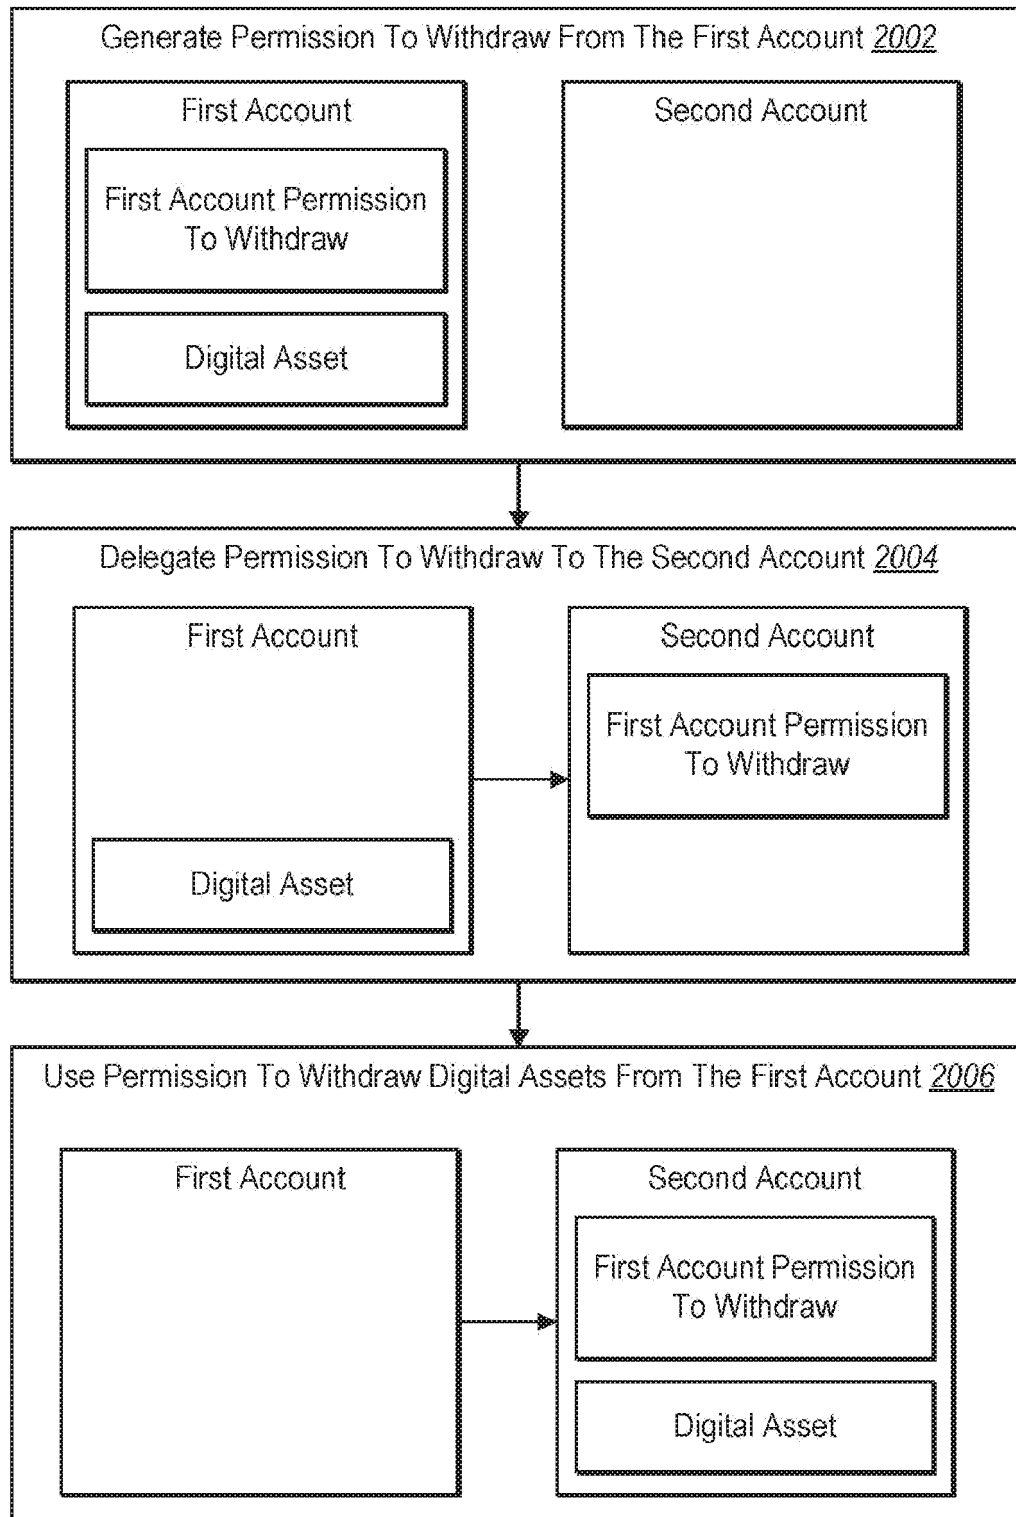 Generate Permission To Withdraw From The First Account 2002
First Account
First Account Permission
To Withdraw
Digital Asset
Second Account
Delegate Permission To Withdraw To The Second Account 2004
First Account
Digital Asset
Second Account
First Account Permission
To Withdraw
Use Permission To Withdraw Digital Assets From The First Account 2006
First Account
Second Account
First Account Permission
To Withdraw
Digital Asset